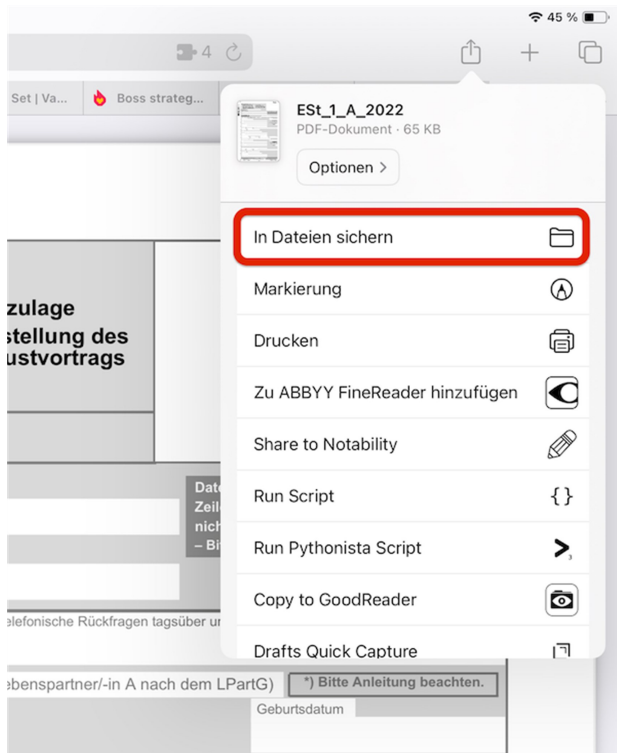 45 %
4
Set | Va...
Boss strateg...
ESt_1_A_2022
PDF-Dokument · 65 KB
Optionen >
In Dateien sichern
Markierung
Drucken
Zu ABBYY FineReader hinzufügen
Share to Notability
Run Script
{ }
Run Pythonista Script
Copy to GoodReader
Drafts Quick Capture
zulage
stellung des
ustvortrags
Date
Zeil
nich
– Bi
elefonische Rückfragen tagsüber un
ebenspartner/-in A nach dem LPartG)
*) Bitte Anleitung beachten.
Geburtsdatum